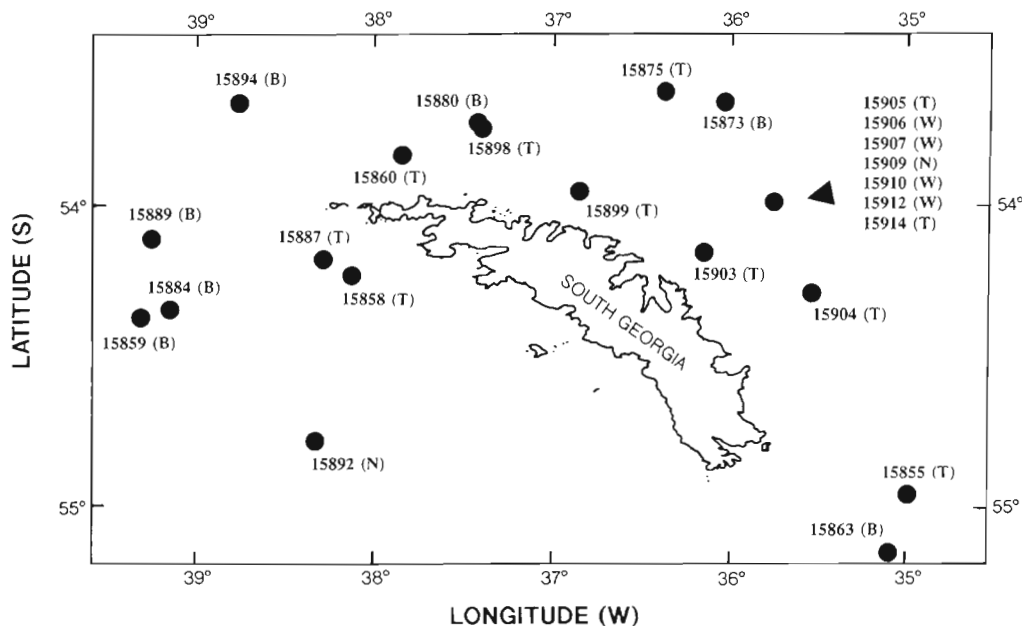 39°
38°
37°
36°
35°
15894 (B)
15880 (B)
15898 (T)
15860 (T)
15875 (T)
15873 (B)
15905 (T)
15906 (W)
15907 (W)
15909 (N)
15910 (W)
15912 (W)
15914 (T)
54°
54°
15889 (B)
15887 (T)
15899 (T)
15903 (T)
15884 (B)
15858 (T)
15904 (T)
15859 (B)
SOUTH GEORGIA
LATITUDE (S)
15892 (N)
15855 (T)
55°
55°
15863 (B)
39°
38°
37°
36°
35°
LONGITUDE (W)